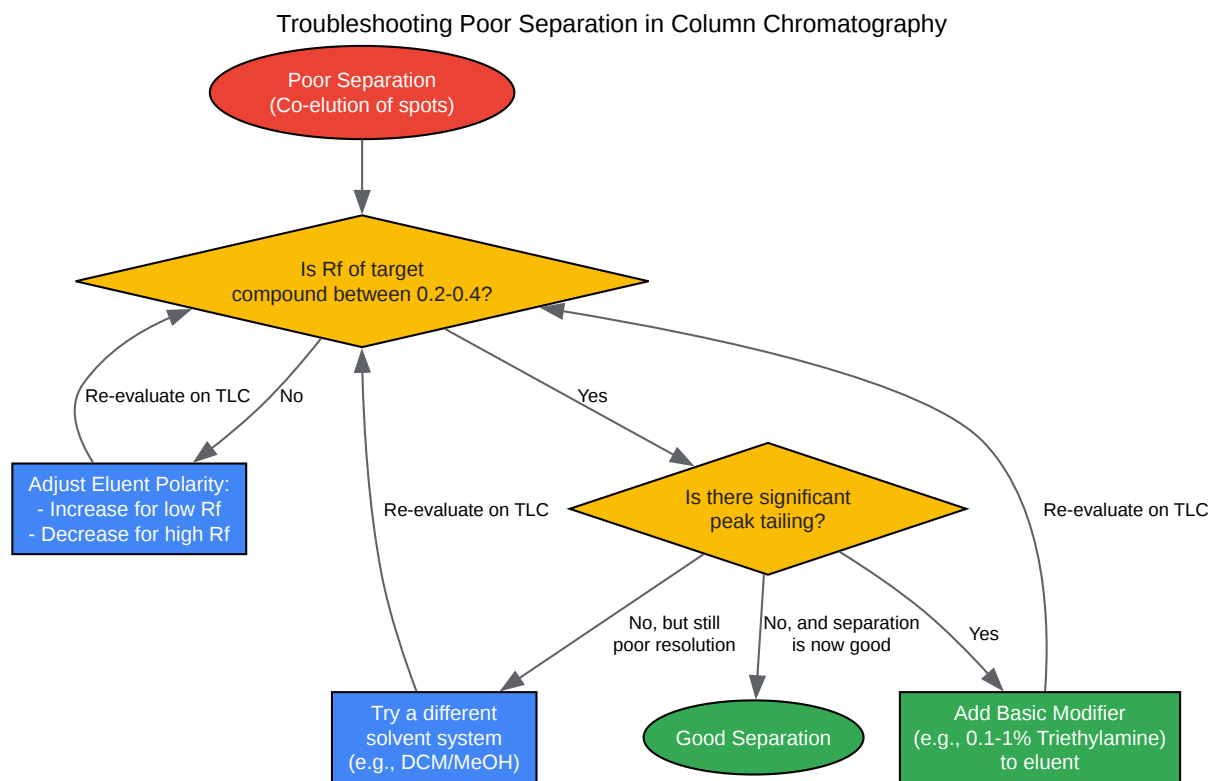 Troubleshooting Poor Separation in Column Chromatography
Poor Separation
(Co-elution of spots)
Is Rf of target
compound between 0.2-0.4?
Re-evaluate on TLC
No
Yes
Adjust Eluent Polarity:
- Increase for low Rf
- Decrease for high Rf
Re-evaluate on TLC
Is there significant
peak tailing?
Re-evaluate on TLC
No, but still
poor resolution
No, and separation
is now good
Yes
Try a different
solvent system
(e.g., DCM/MeOH)
Good Separation
Add Basic Modifier
(e.g., 0.1-1% Triethylamine)
to eluent